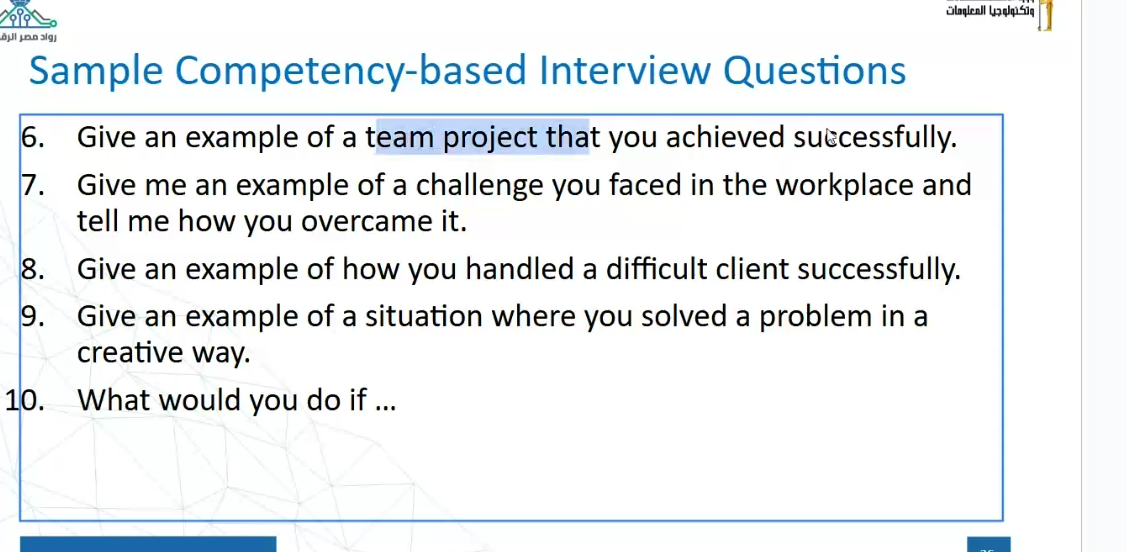 رواد مصر الرق
وتكنولوجيا المعلومات
Sample Competency-based Interview Questions
6. Give an example of a team project that you achieved successfully.
7. Give me an example of a challenge you faced in the workplace and
tell me how you overcame it.
8. Give an example of how you handled a difficult client successfully.
9. Give an example of a situation where you solved a problem in a
creative way.
10. What would you do if ...